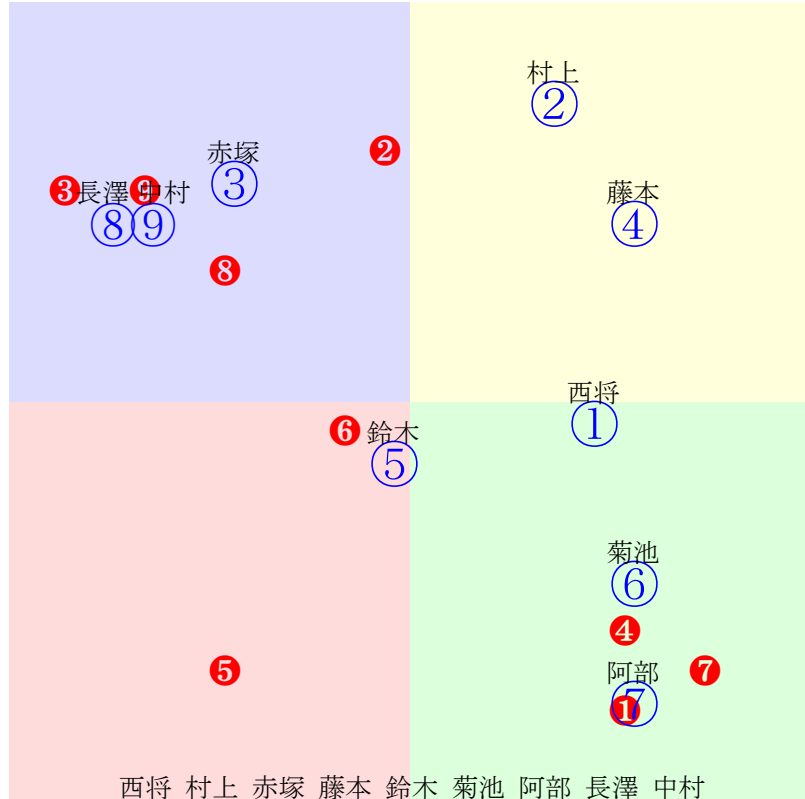 村上
②
❷
赤塚
③
❸
長澤
❾
中村
藤本
⑧
⑨
④
❽
西将
①
❻
鈴木
⑤
菊池
⑥
❹
❺
阿部
❼
⑦
❶
西将 村上 赤塚 藤本 鈴木 菊池 阿部 長澤 中村